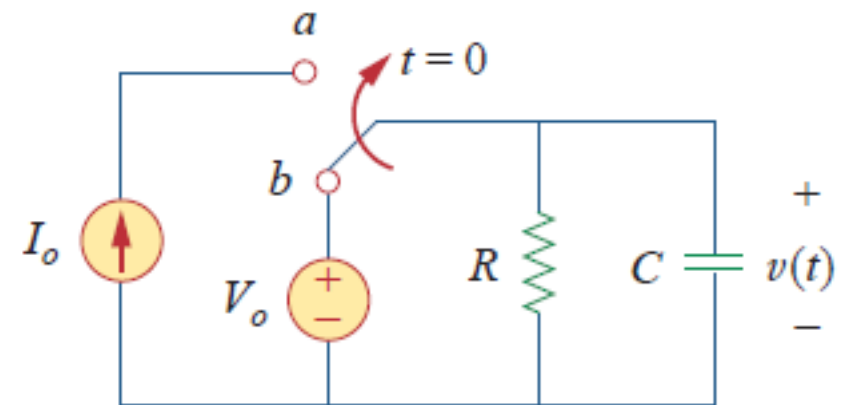 a
t = 0
b
I_o
V_o
+
−
R
C
+
v(t)
−